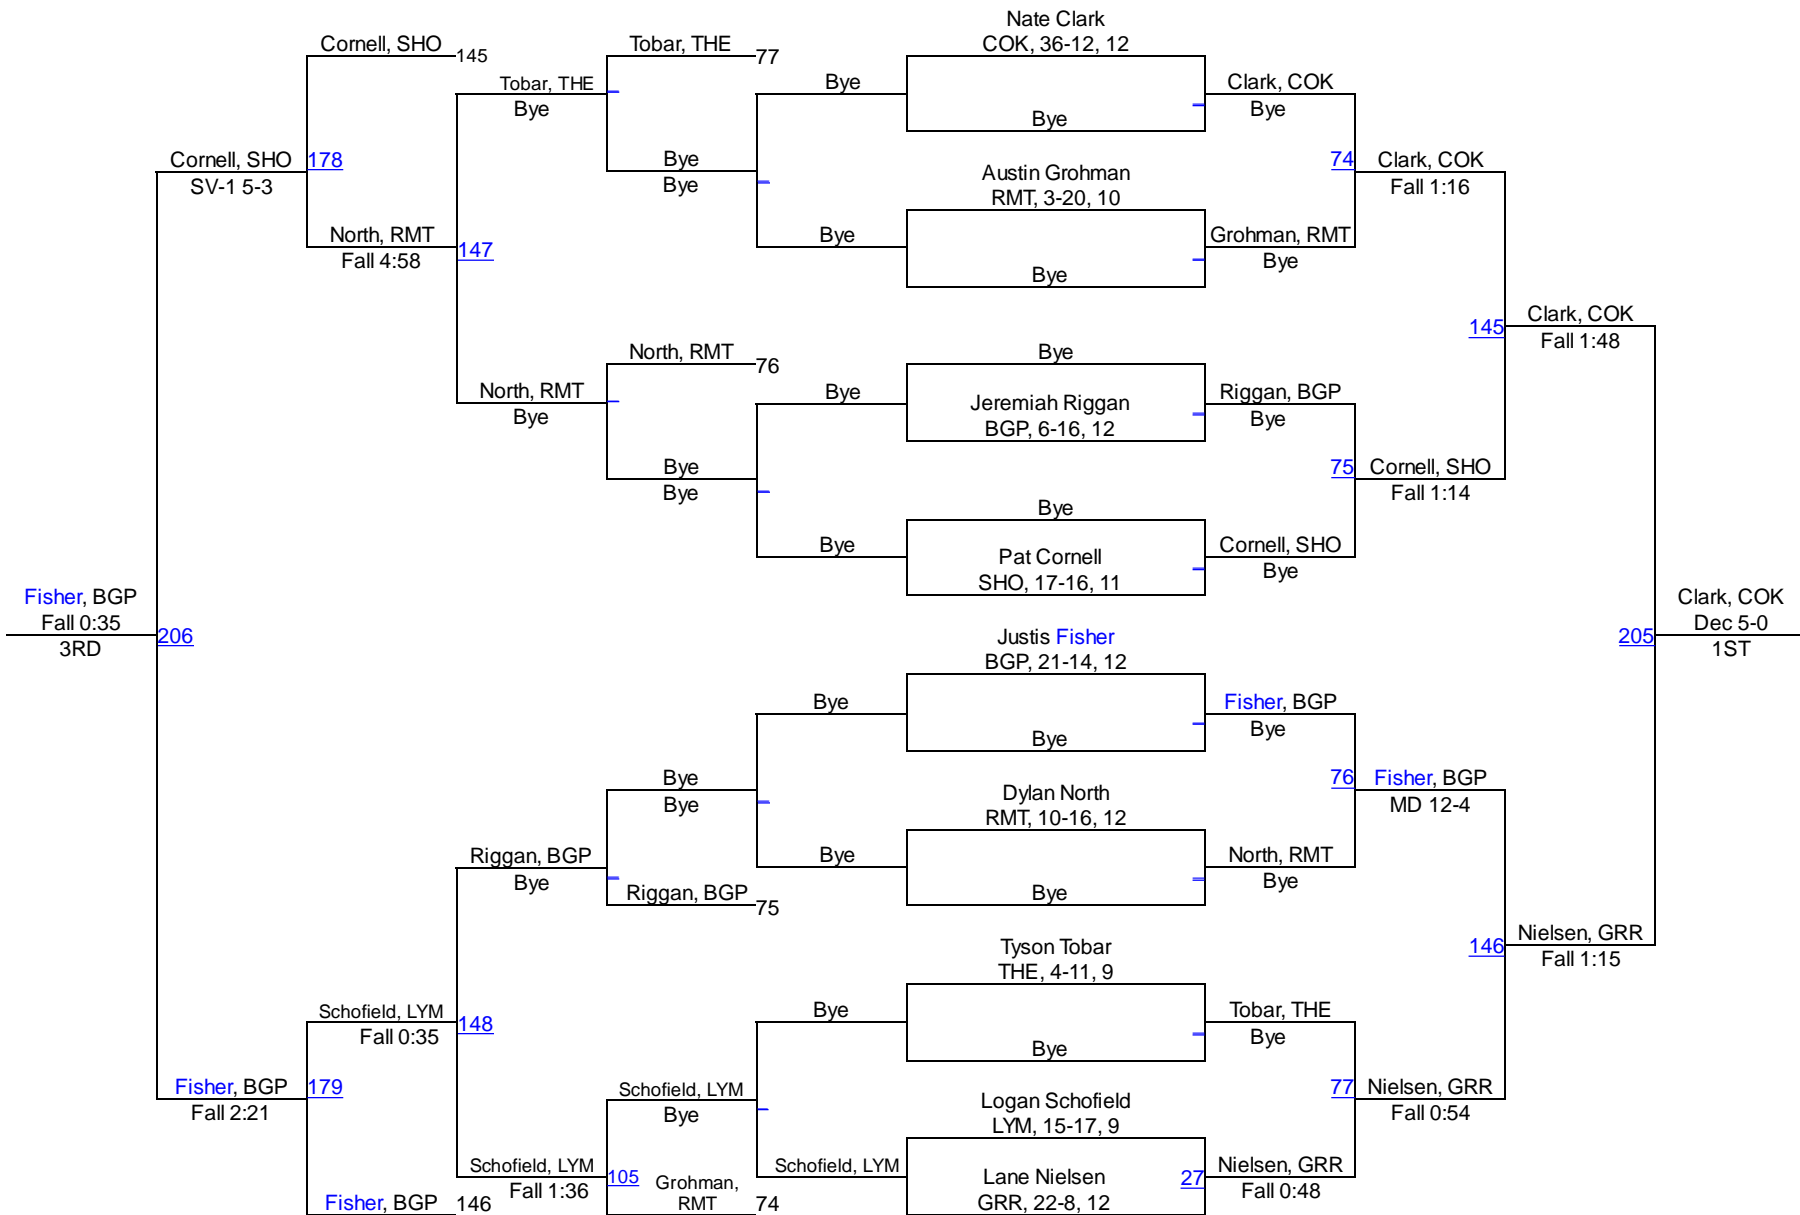 Nate Clark
COK, 36-12, 12
Cornell, SHO
145
Tobar, THE
77
Tobar, THE
Bye
Bye
Bye
Clark, COK
Bye
Cornell, SHO
SV-1 5-3
178
Bye
Bye
74
Clark, COK
Fall 1:16
Austin Grohman
RMT, 3-20, 10
North, RMT
Fall 4:58
147
Bye
Bye
Grohman, RMT
Bye
145
Clark, COK
Fall 1:48
North, RMT
76
Bye
North, RMT
Bye
Bye
Jeremiah Riggan
BGP, 6-16, 12
Riggan, BGP
Bye
Bye
Bye
75
Cornell, SHO
Fall 1:14
Bye
Bye
Pat Cornell
SHO, 17-16, 11
Cornell, SHO
Bye
Fisher, BGP
Fall 0:35
3RD
206
Clark, COK
Dec 5-0
1ST
205
Justis Fisher
BGP, 21-14, 12
Bye
Bye
Fisher, BGP
Bye
Bye
Bye
76
Fisher, BGP
MD 12-4
Dylan North
RMT, 10-16, 12
Riggan, BGP
Bye
Bye
Bye
North, RMT
Bye
Riggan, BGP
75
146
Nielsen, GRR
Fall 1:15
Tyson Tobar
THE, 4-11, 9
Schofield, LYM
Fall 0:35
148
Bye
Bye
Tobar, THE
Bye
Fisher, BGP
Fall 2:21
179
Schofield, LYM
Bye
77
Nielsen, GRR
Fall 0:54
Logan Schofield
LYM, 15-17, 9
Schofield, LYM
Fall 1:36
105
Schofield, LYM
Lane Nielsen
GRR, 22-8, 12
27
Nielsen, GRR
Fall 0:48
Fisher, BGP
146
Grohman,
RMT
74